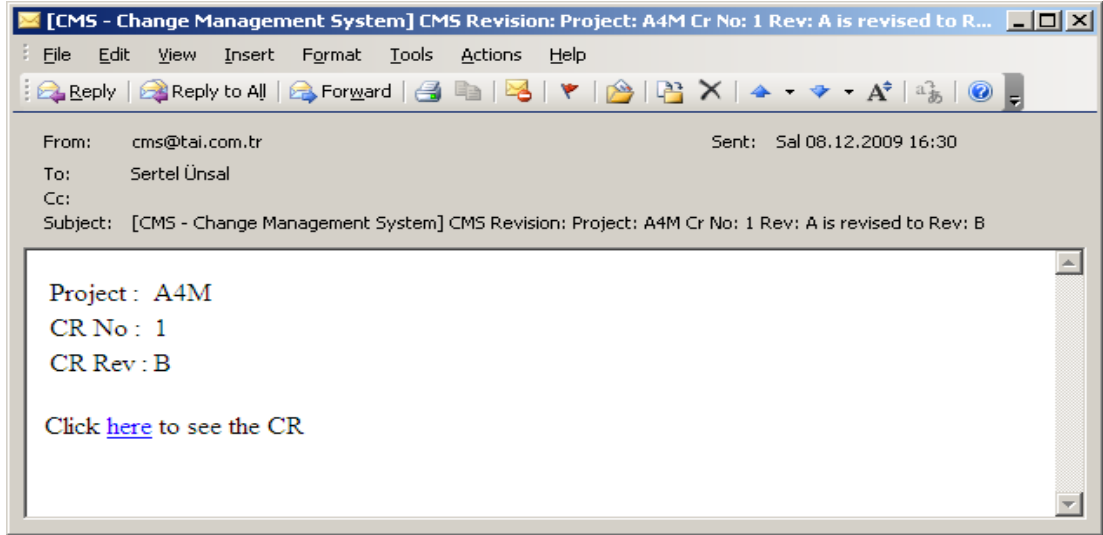 [CMS - Change Management System] CMS Revision: Project: A4M Cr No: 1 Rev: A is revised to R...
File Edit View Insert Format Tools Actions Help
Reply Reply to All Forward
From: cms@tai.com.tr Sent: Sal 08.12.2009 16:30
To: Sertel Ünsal
Cc:
Subject: [CMS - Change Management System] CMS Revision: Project: A4M Cr No: 1 Rev: A is revised to Rev: B
Project : A4M
CR No : 1
CR Rev : B
Click here to see the CR